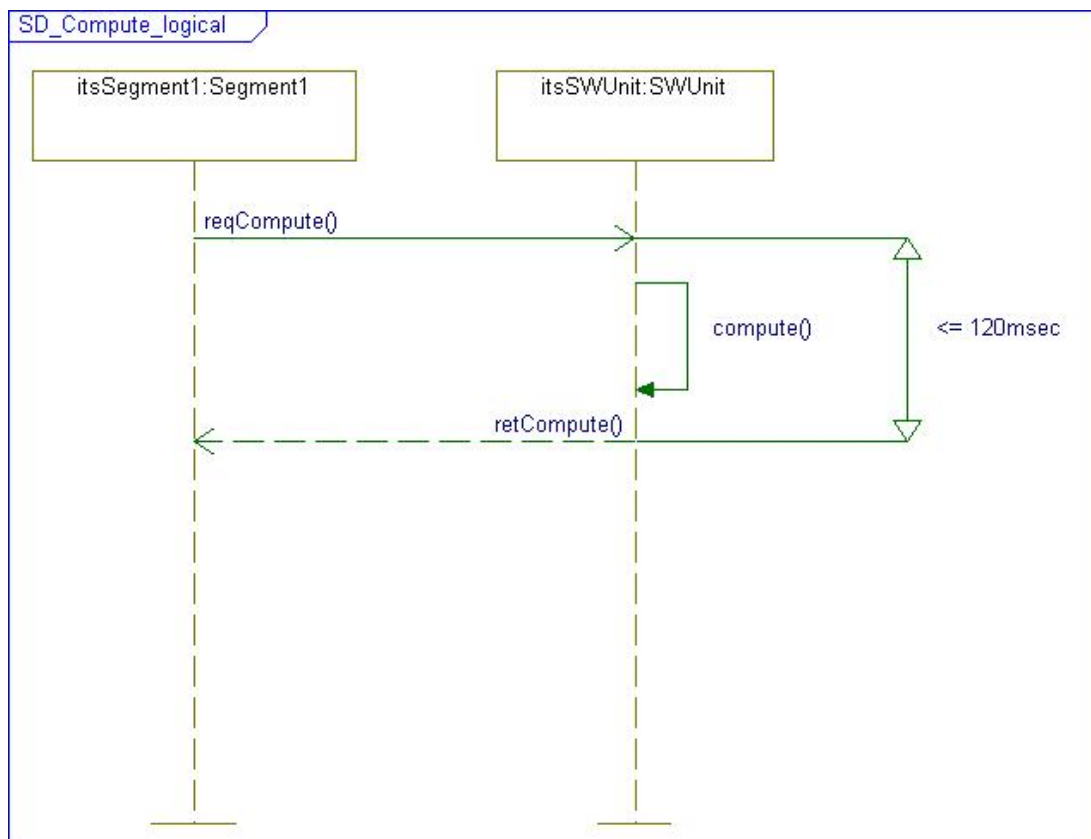 SD_Compute_logical
itsSegment1:Segment1
itsSWUnit:SWUnit
reqCompute()
compute()
<= 120msec
retCompute()